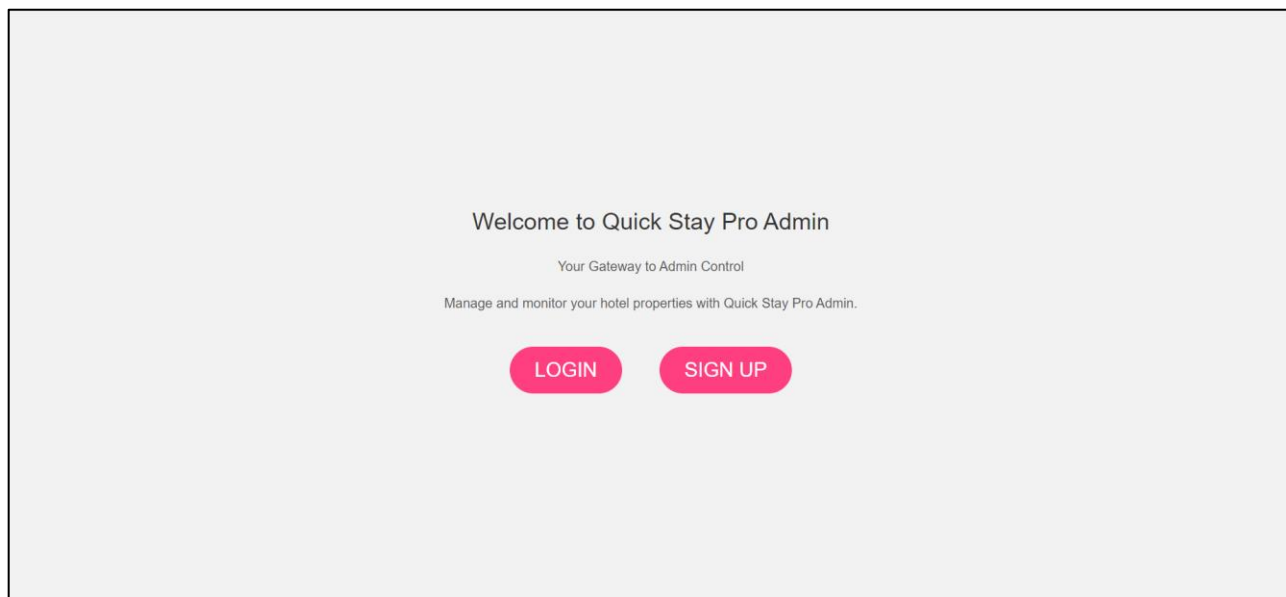 Welcome to Quick Stay Pro Admin
Your Gateway to Admin Control
Manage and monitor your hotel properties with Quick Stay Pro Admin.
LOGIN SIGN UP